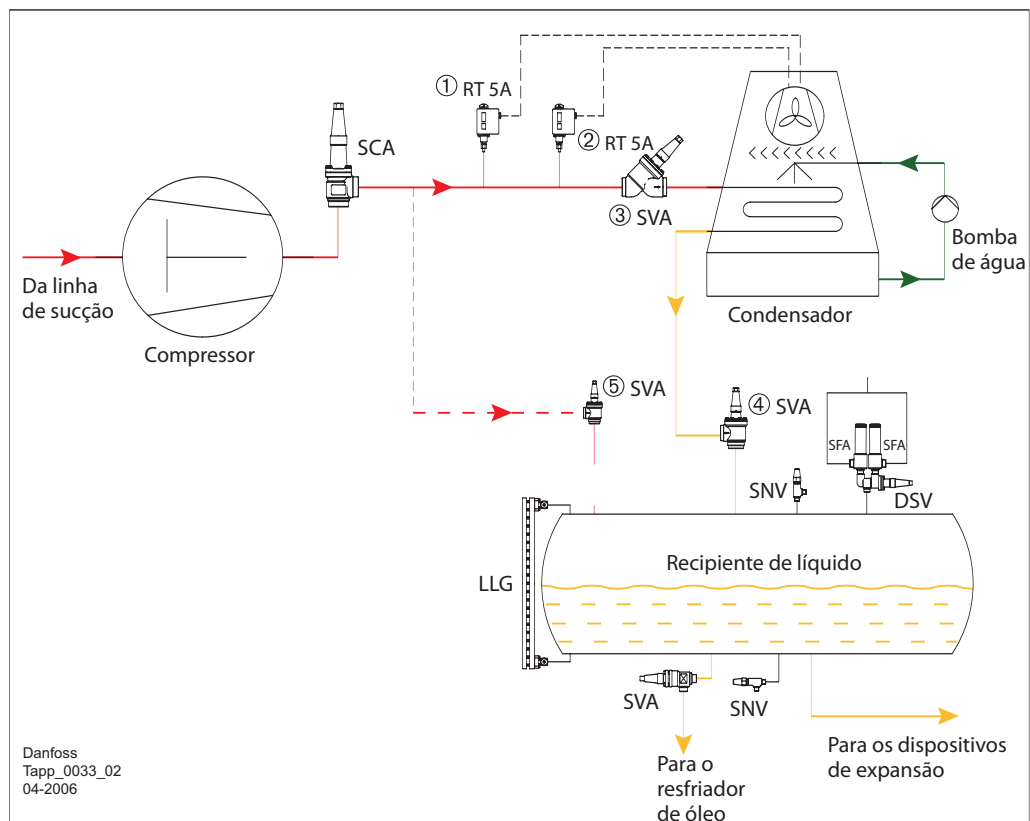 ① RT 5A
SCA
② RT 5A
③ SVA
Bomba
de água
Da linha
de sucção
Condensador
Compressor
⑤ SVA
④ SVA
SFA
SFA
SNV
DSV
Recipiente de líquido
LLG
SVA
SNV
Para os dispositivos
de expansão
Para o
resfriador
de óleo
Danfoss
Tapp_0033_02
04-2006